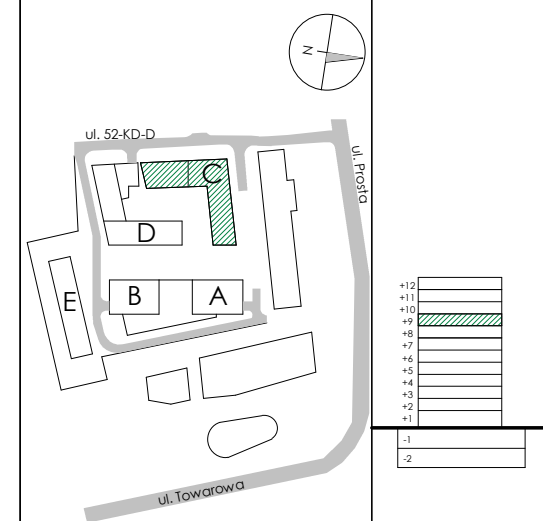 N
ul. 52-KD-D
ul. Prosta
C
D
E
B
A
ul. Towarowa
+12
+11
+10
+9
+8
+7
+6
+5
+4
+3
+2
+1
-1
-2